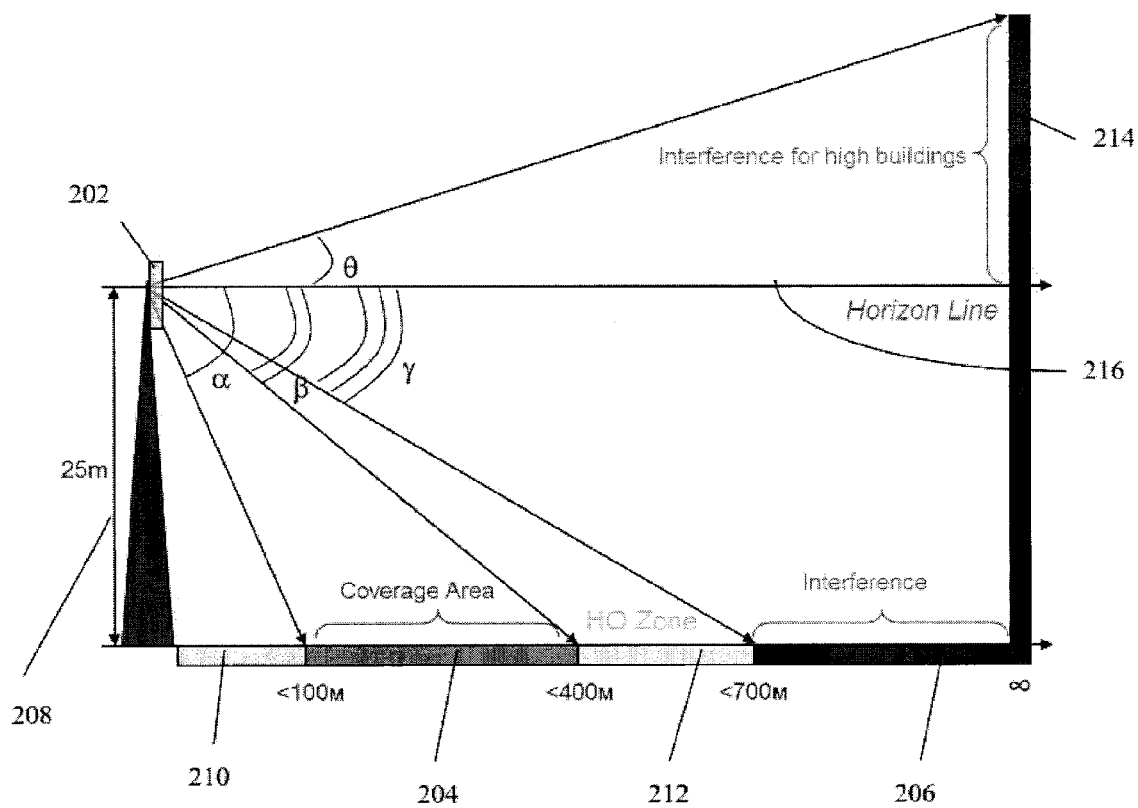 214
Interference for high buildings
202
θ
Horizon Line
216
α
β
γ
25m
Coverage Area
Interference
HO Zone
<100м
<400м
<700м
∞
208
210
204
212
206